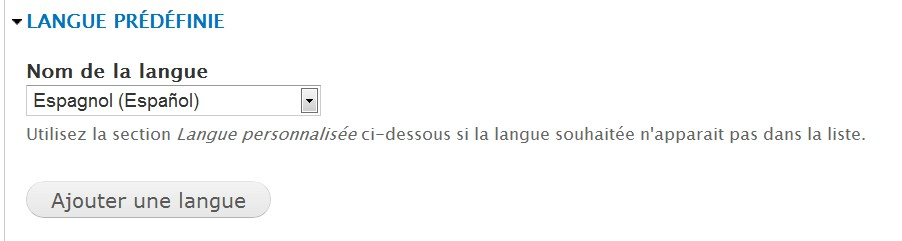 LANGUE PRÉDÉFINIE
Nom de la langue
Espagnol (Español)
Utilisez la section Langue personnalisée ci-dessous si la langue souhaitée n'apparait pas dans la liste.
Ajouter une langue